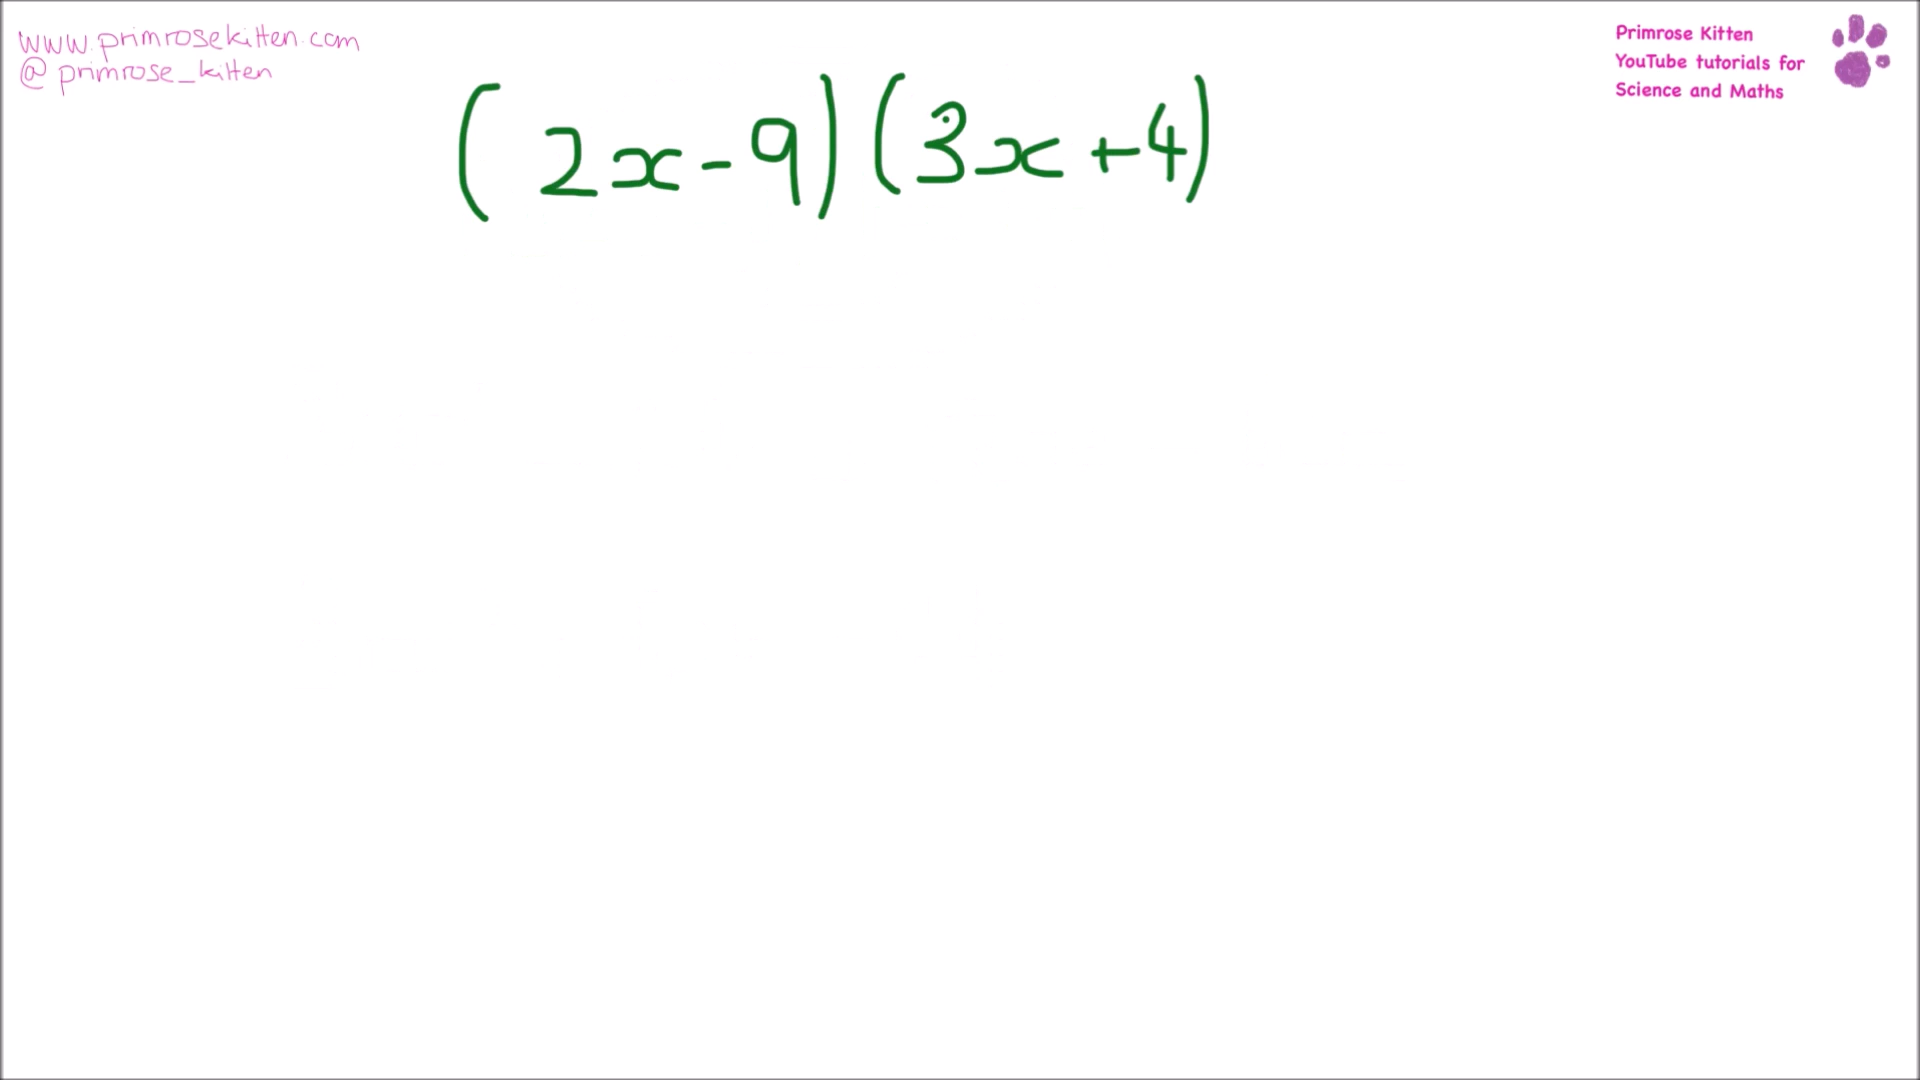 www.primrosekitten.com
@primrose_kitten
Primrose Kitten
YouTube tutorials for
Science and Maths
(2x-9)(3x+4)